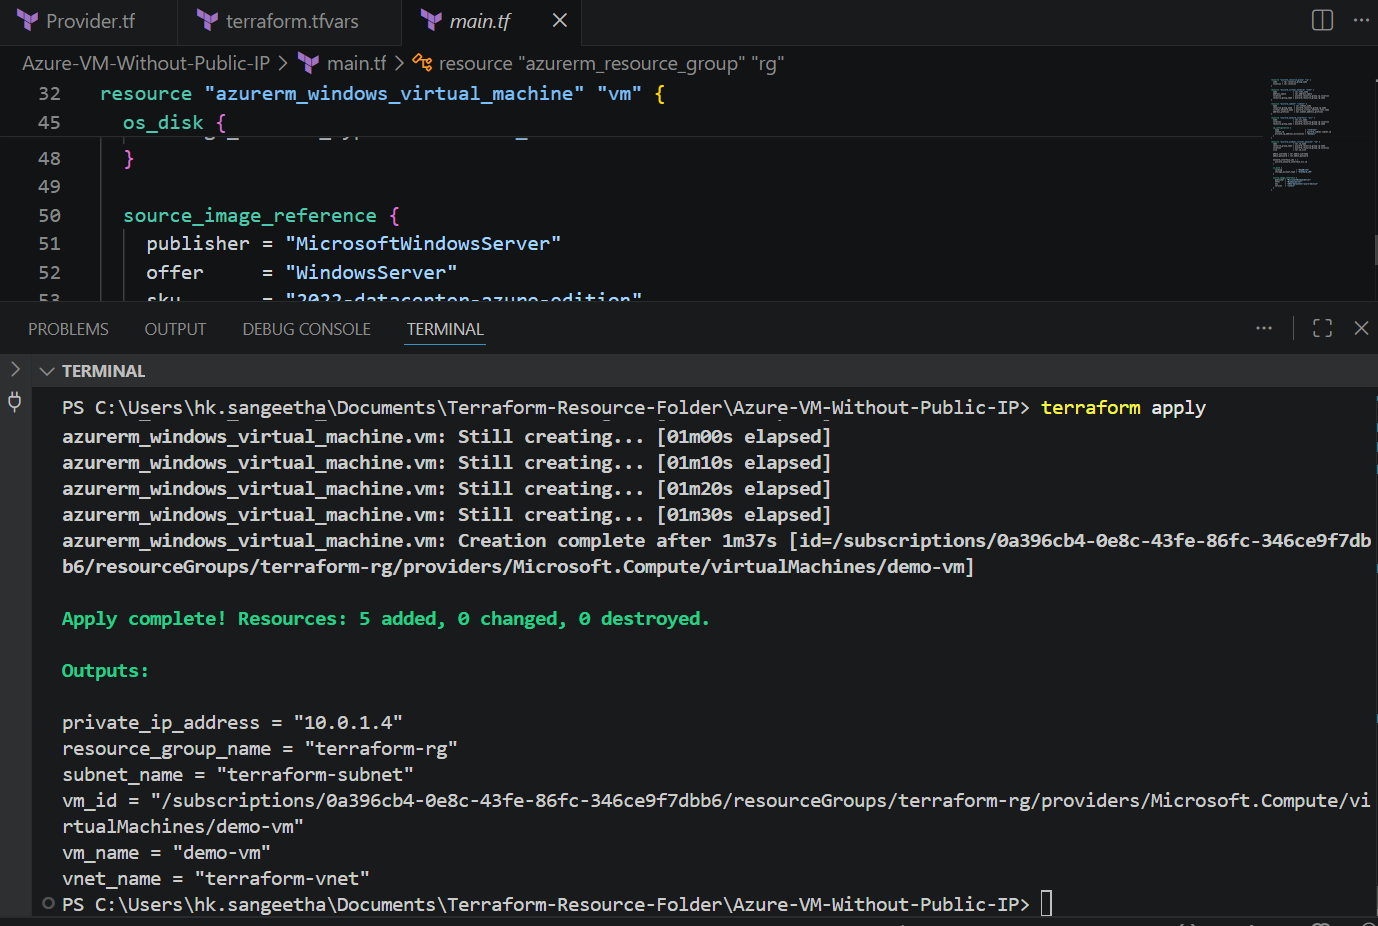 Provider.tf
terraform.tfvars
main.tf
Azure-VM-Without-Public-IP > main.tf > resource "azurerm_resource_group" "rg"
32 resource "azurerm_windows_virtual_machine" "vm" {
45 os_disk {
48 }
49
50 source_image_reference {
51 publisher = "MicrosoftWindowsServer"
52 offer = "WindowsServer"
53 sku = "2022-datacenter-azure-edition"
PROBLEMS OUTPUT DEBUG CONSOLE TERMINAL
TERMINAL
PS C:\Users\hk.sangeetha\Documents\Terraform-Resource-Folder\Azure-VM-Without-Public-IP> terraform apply
azurerm_windows_virtual_machine.vm: Still creating... [01m00s elapsed]
azurerm_windows_virtual_machine.vm: Still creating... [01m10s elapsed]
azurerm_windows_virtual_machine.vm: Still creating... [01m20s elapsed]
azurerm_windows_virtual_machine.vm: Still creating... [01m30s elapsed]
azurerm_windows_virtual_machine.vm: Creation complete after 1m37s [id=/subscriptions/0a396cb4-0e8c-43fe-86fc-346ce9f7db
b6/resourceGroups/terraform-rg/providers/Microsoft.Compute/virtualMachines/demo-vm]
Apply complete! Resources: 5 added, 0 changed, 0 destroyed.
Outputs:
private_ip_address = "10.0.1.4"
resource_group_name = "terraform-rg"
subnet_name = "terraform-subnet"
vm_id = "/subscriptions/0a396cb4-0e8c-43fe-86fc-346ce9f7dbb6/resourceGroups/terraform-rg/providers/Microsoft.Compute/vi
rtualMachines/demo-vm"
vm_name = "demo-vm"
vnet_name = "terraform-vnet"
PS C:\Users\hk.sangeetha\Documents\Terraform-Resource-Folder\Azure-VM-Without-Public-IP>